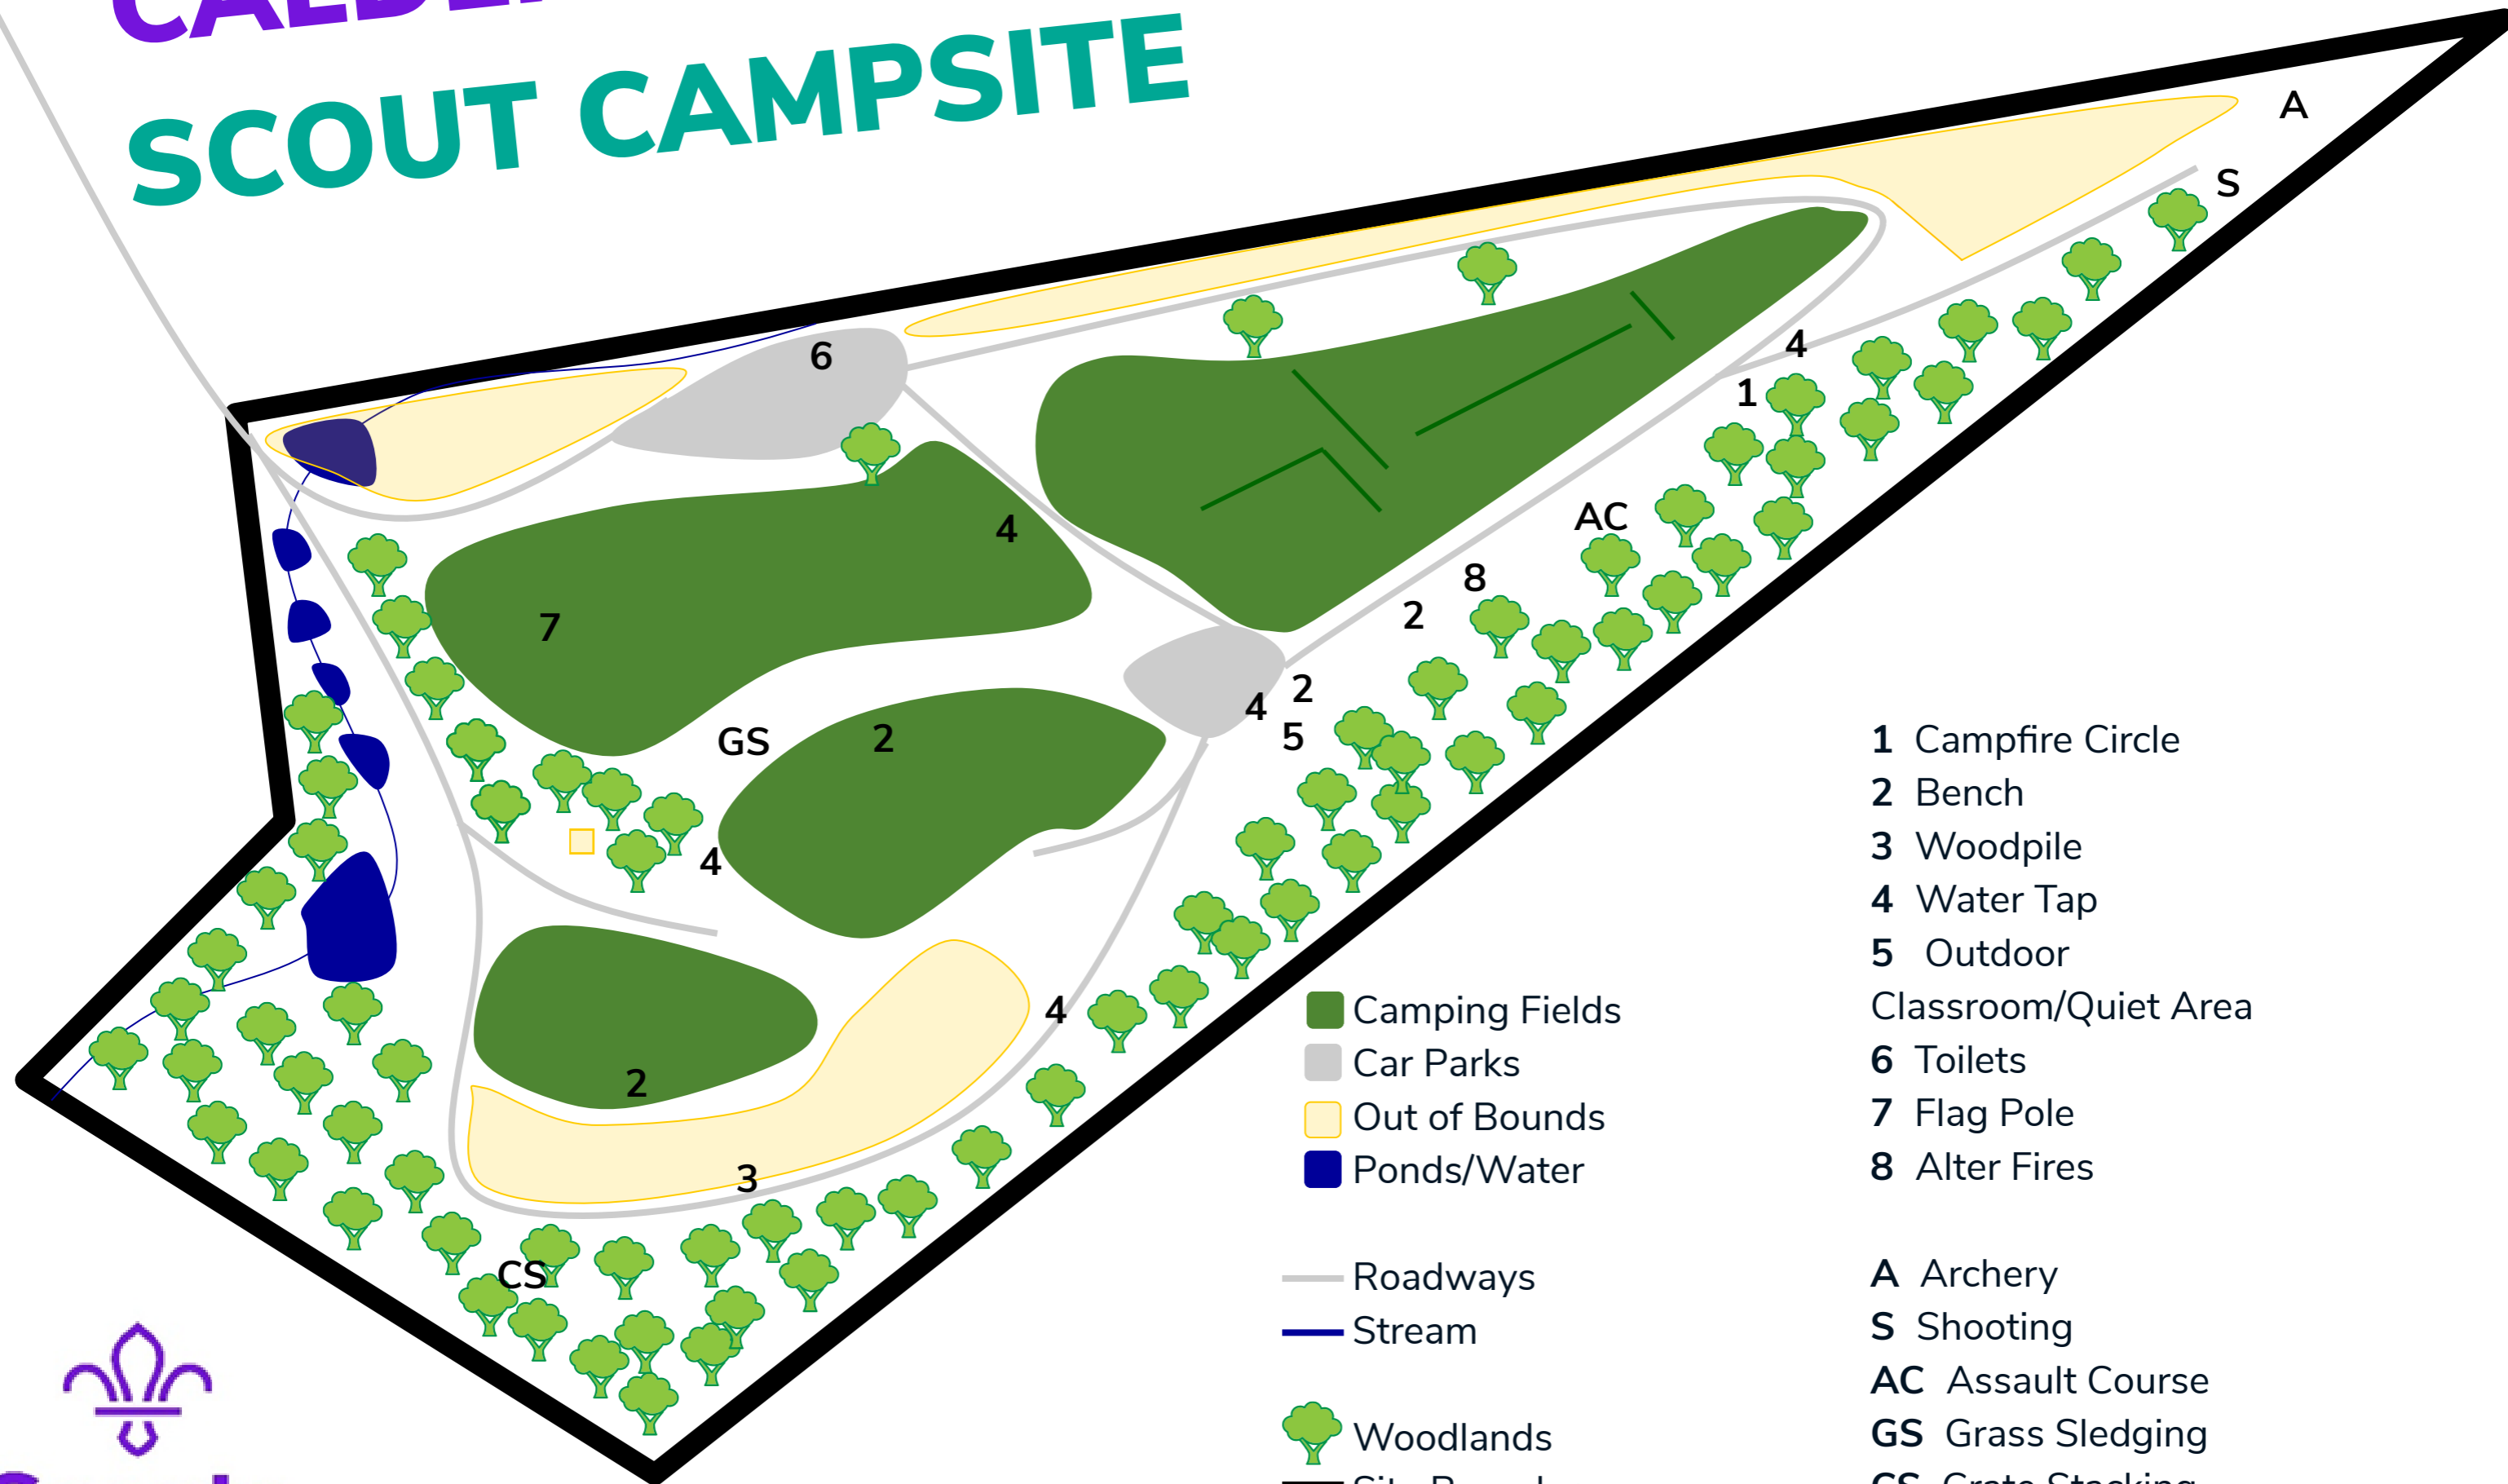 SCOUT CAMPSITE
A
S
6
4
1
4
AC
7
8
2
GS
2
2
4
5
4
4
2
3
CS
1 Campfire Circle
2 Bench
3 Woodpile
4 Water Tap
5 Outdoor
Classroom/Quiet Area
6 Toilets
7 Flag Pole
8 Alter Fires
Camping Fields
Car Parks
Out of Bounds
Ponds/Water
Roadways
Stream
Woodlands
A Archery
S Shooting
AC Assault Course
GS Grass Sledging
CS Crate Stacking